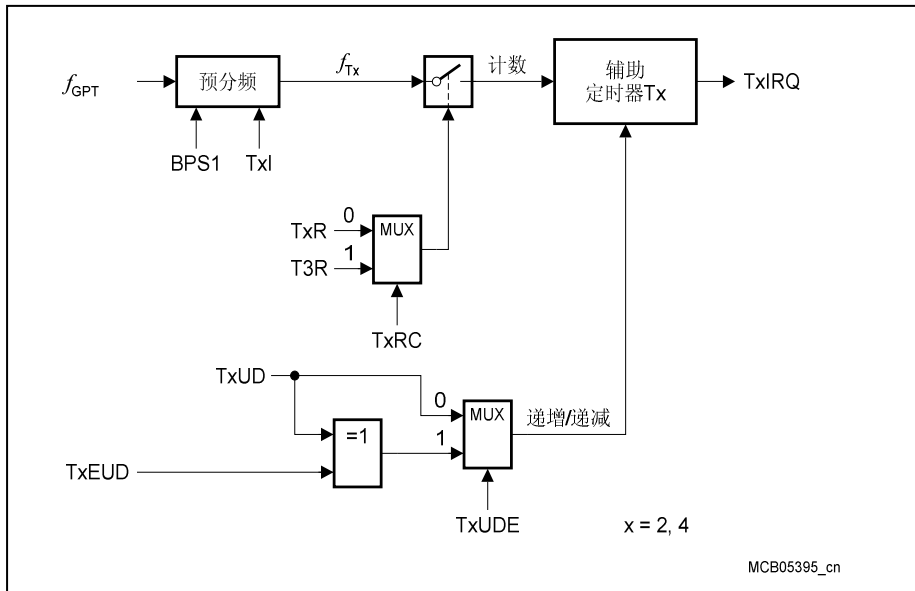 f_GPT
预分频
f_Tx
计数
辅助
定时器Tx
TxIRQ
BPS1
TxI
TxR
0
MUX
T3R
1
TxRC
TxUD
0
MUX
递增/递减
=1
1
TxEUD
TxUDE
x = 2, 4
MCB05395_cn